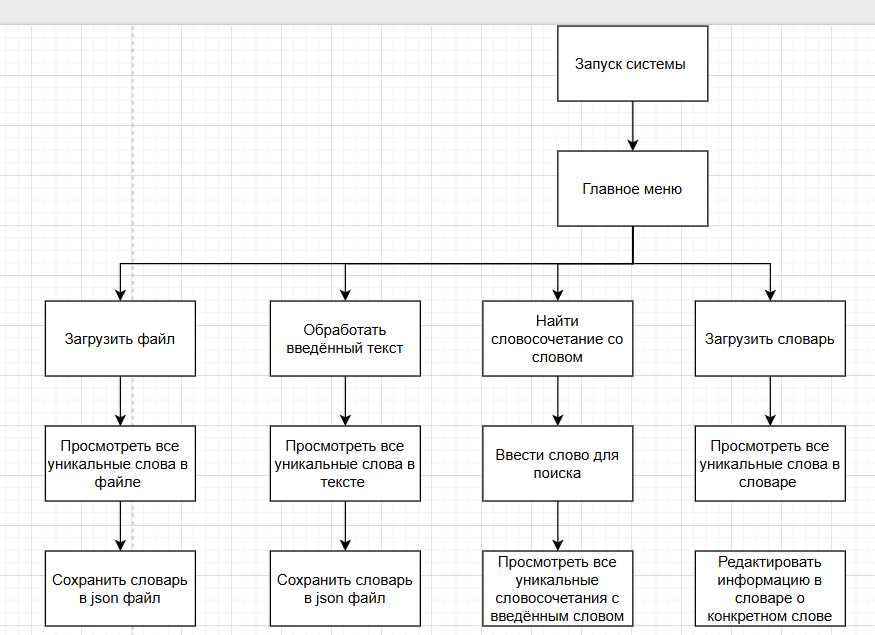 Запуск системы
Главное меню
Загрузить файл
Обработать
введённый текст
Найти
словосочетание со
словом
Загрузить словарь
Просмотреть все
уникальные слова в
файле
Просмотреть все
уникальные слова в
тексте
Ввести слово для
поиска
Просмотреть все
уникальные слова в
словаре
Сохранить словарь
в json файл
Сохранить словарь
в json файл
Просмотреть все
уникальные
словосочетания с
введённым словом
Редактировать
информацию в
словаре о
конкретном слове